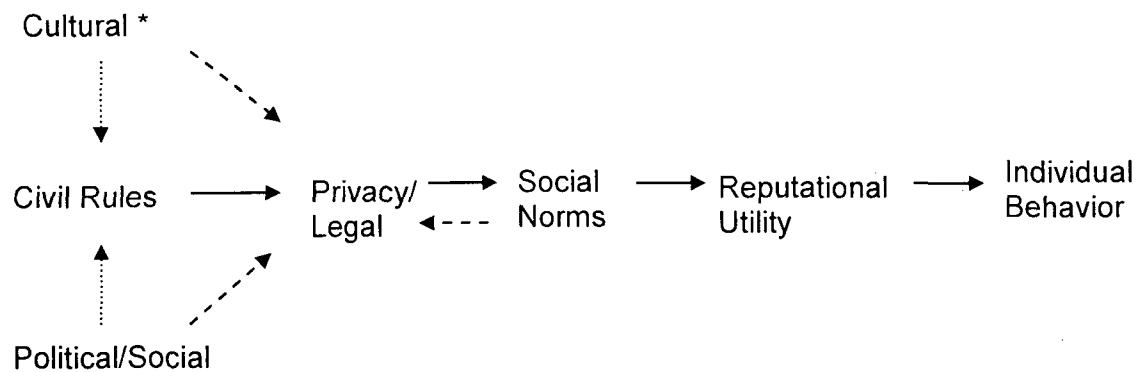 Cultural *
Civil Rules
Privacy/
Legal
Social
Norms
Reputational
Utility
Individual
Behavior
Political/Social